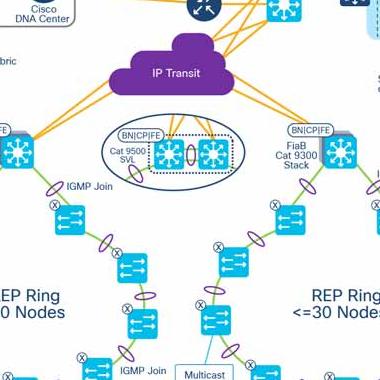 Cisco
DNA Center
bric
IP Transit
FE
BN|CP|FE
BN|CP|FE
Cat 9500
SVL
FiaB
Cat 9300
Stack
IGMP Join
X
X
X
X
X
X
EP Ring
0 Nodes
REP Ring
<=30 Nodes
X
X
IGMP Join
Multicast